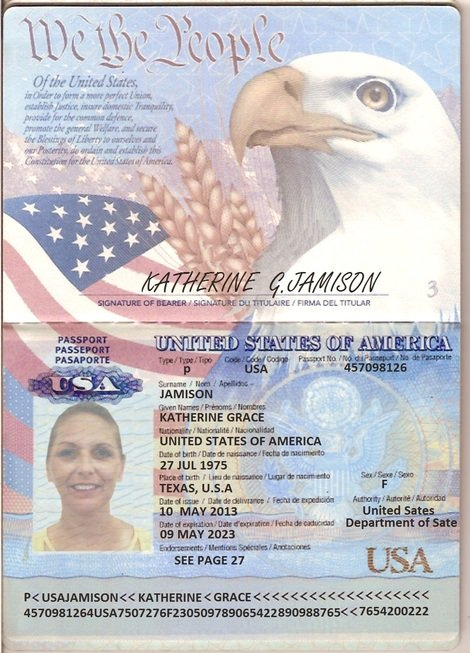 We the People
Of the United States,
in Order to form a more perfect Union,
establish Justice, insure domestic Tranquility,
provide for the common defence,
promote the general Welfare, and secure
the Blessings of Liberty to ourselves and
our Posterity, do ordain and establish this
Constitution for the United States of America.
KATHERINE G.JAMISON
SIGNATURE OF BEARER / SIGNATURE DU TITULAIRE / FIRMA DEL TITULAR
3
PASSPORT
PASSEPORT
PASAPORTE
USA
UNITED STATES OF AMERICA
Type / Type / Tipo Code / Code / Codigo Passport No. / No. du Passeport / No. de Pasaporte
P USA 457098126
Surname / Nom / Apellidos
JAMISON
Given Names / Prénoms / Nombres
KATHERINE GRACE
Nationality / Nationalité / Nacionalidad
UNITED STATES OF AMERICA
Date of birth / Date de naissance / Fecha de nacimiento
27 JUL 1975
Place of birth / Lieu de naissance / Lugar de nacimiento Sex / Sexe / Sexo
TEXAS, U.S.A F
Date of issue / Date de délivrance / Fecha de expedición Authority / Autorité / Autoridad
10 MAY 2013 United States
Date of expiration / Date d'expiration / Fecha de caducidad Department of Sate
09 MAY 2023
Endorsements / Mentions Spéciales / Anotaciones
SEE PAGE 27 USA
P<USAJAMISON<< KATHERINE< GRACE<<<<<<<<<<<<<<<<<<<<<
4570981264USA7507276F230509789065422890988765<<7654200222